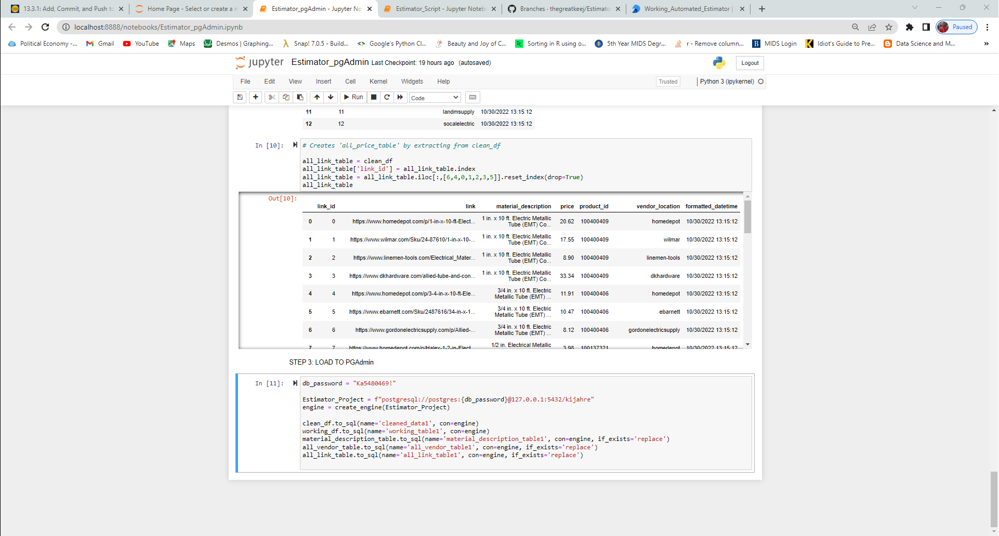 13.3.1: Add, Commit, and Push to
Home Page - Select or create a n
Estimator_pgAdmin - Jupyter No
Estimator_Script - Jupyter Noteb
Branches · thegreatkeej/Estimato
Working_Automated_Estimator |
localhost:8888/notebooks/Estimator_pgAdmin.ipynb
Paused
Political Economy -...
Gmail
YouTube
Maps
Desmos | Graphing...
Snap! 7.0.5 - Build...
Google's Python Cl...
Beauty and Joy of C...
Sorting in R using o...
5th Year MIDS Degr...
r - Remove column...
MIDS Login
Idiot's Guide to Pre...
Data Science and M...
jupyter Estimator_pgAdmin Last Checkpoint: 19 hours ago (autosaved)
Logout
File Edit View Insert Cell Kernel Widgets Help
Trusted
Python 3 (ipykernel)
Run
Code
11 11 landmsupply 10/30/2022 13:15:12
12 12 socalelectric 10/30/2022 13:15:12
In [10]:
# Creates 'all_price_table' by extracting from clean_df
all_link_table = clean_df
all_link_table['link_id'] = all_link_table.index
all_link_table = all_link_table.iloc[:,[6,4,0,1,2,3,5]].reset_index(drop=True)
all_link_table
Out[10]:
link_id link material_description price product_id vendor_location formatted_datetime
0 0 https://www.homedepot.com/p/1-in-x-10-ft-Elect... 1 in. x 10 ft. Electric Metallic Tube (EMT) Co... 20.62 100400409 homedepot 10/30/2022 13:15:12
1 1 https://www.wilmar.com/Sku/24-87610/1-in-x-10-... 1 in. x 10 ft. Electric Metallic Tube (EMT) Co... 17.55 100400409 wilmar 10/30/2022 13:15:12
2 2 https://www.linemen-tools.com/Electrical_Mater... 1 in. x 10 ft. Electric Metallic Tube (EMT) Co... 8.90 100400409 linemen-tools 10/30/2022 13:15:12
3 3 https://www.dkhardware.com/allied-tube-and-con... 1 in. x 10 ft. Electric Metallic Tube (EMT) Co... 33.34 100400409 dkhardware 10/30/2022 13:15:12
4 4 https://www.homedepot.com/p/3-4-in-x-10-ft-Ele... 3/4 in. x 10 ft. Electric Metallic Tube (EMT) ... 11.91 100400406 homedepot 10/30/2022 13:15:12
5 5 https://www.ebarnett.com/Sku/2487616/34-in-x-1... 3/4 in. x 10 ft. Electric Metallic Tube (EMT) ... 10.47 100400406 ebarnett 10/30/2022 13:15:12
6 6 https://www.gordonelectricsupply.com/p/Allied-... 3/4 in. x 10 ft. Electric Metallic Tube (EMT) ... 8.12 100400406 gordonelectricsupply 10/30/2022 13:15:12
7 7 https://www.homedepot.com/p/Halex-1-2-in-Elect... 1/2 in. Electrical Metallic 3.98 100137321 homedepot 10/30/2022 13:15:12
STEP 3: LOAD TO PGAdmin
In [11]:
db_password = "Ka5480469!"
Estimator_Project = f"postgresql://postgres:{db_password}@127.0.0.1:5432/kijahre"
engine = create_engine(Estimator_Project)
clean_df.to_sql(name='cleaned_data1', con=engine)
working_df.to_sql(name='working_table1', con=engine)
material_description_table.to_sql(name='material_description_table1', con=engine, if_exists='replace')
all_vendor_table.to_sql(name='all_vendor_table1', con=engine, if_exists='replace')
all_link_table.to_sql(name='all_link_table1', con=engine, if_exists='replace')